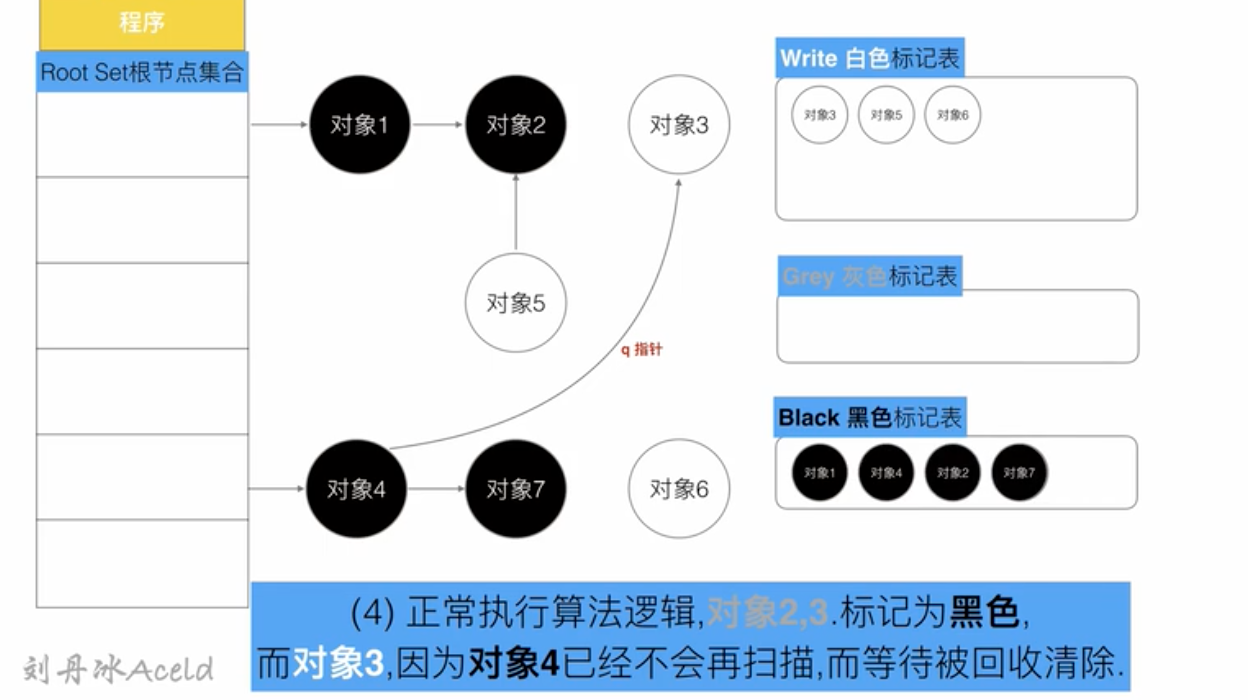 程序
Root Set根节点集合
对象1
对象2
对象3
对象5
q 指针
对象4
对象7
对象6
Write 白色标记表
对象3
对象5
对象6
Grey 灰色标记表
Black 黑色标记表
对象1
对象4
对象2
对象7
(4) 正常执行算法逻辑,对象2,3.标记为黑色,
而对象3,因为对象4已经不会再扫描,而等待被回收清除.
刘丹冰Aceld